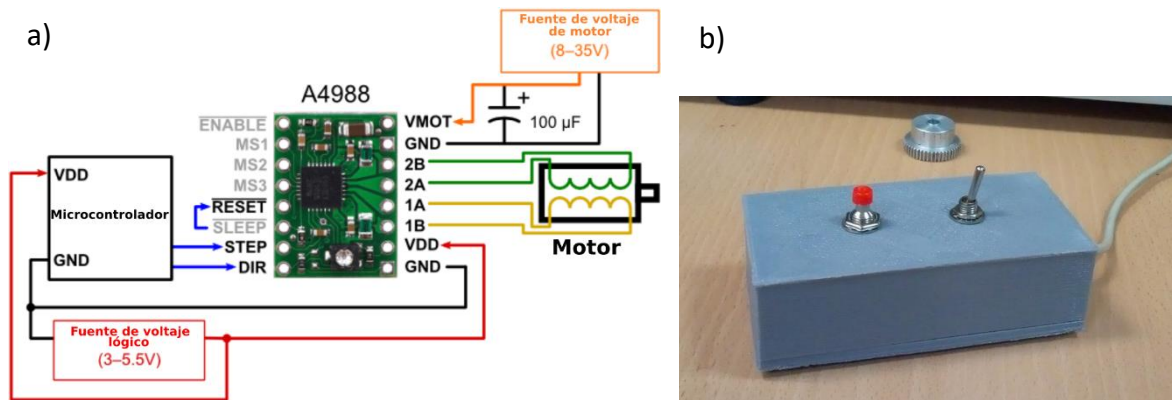 a)
b)
Fuente de voltaje
de motor
(8–35V)
A4988
ENABLE
MS1
MS2
MS3
RESET
SLEEP
STEP
DIR
VMOT
GND
2B
2A
1A
1B
VDD
GND
+
100 µF
Motor
VDD
Microcontrolador
GND
Fuente de voltaje
lógico
(3–5.5V)